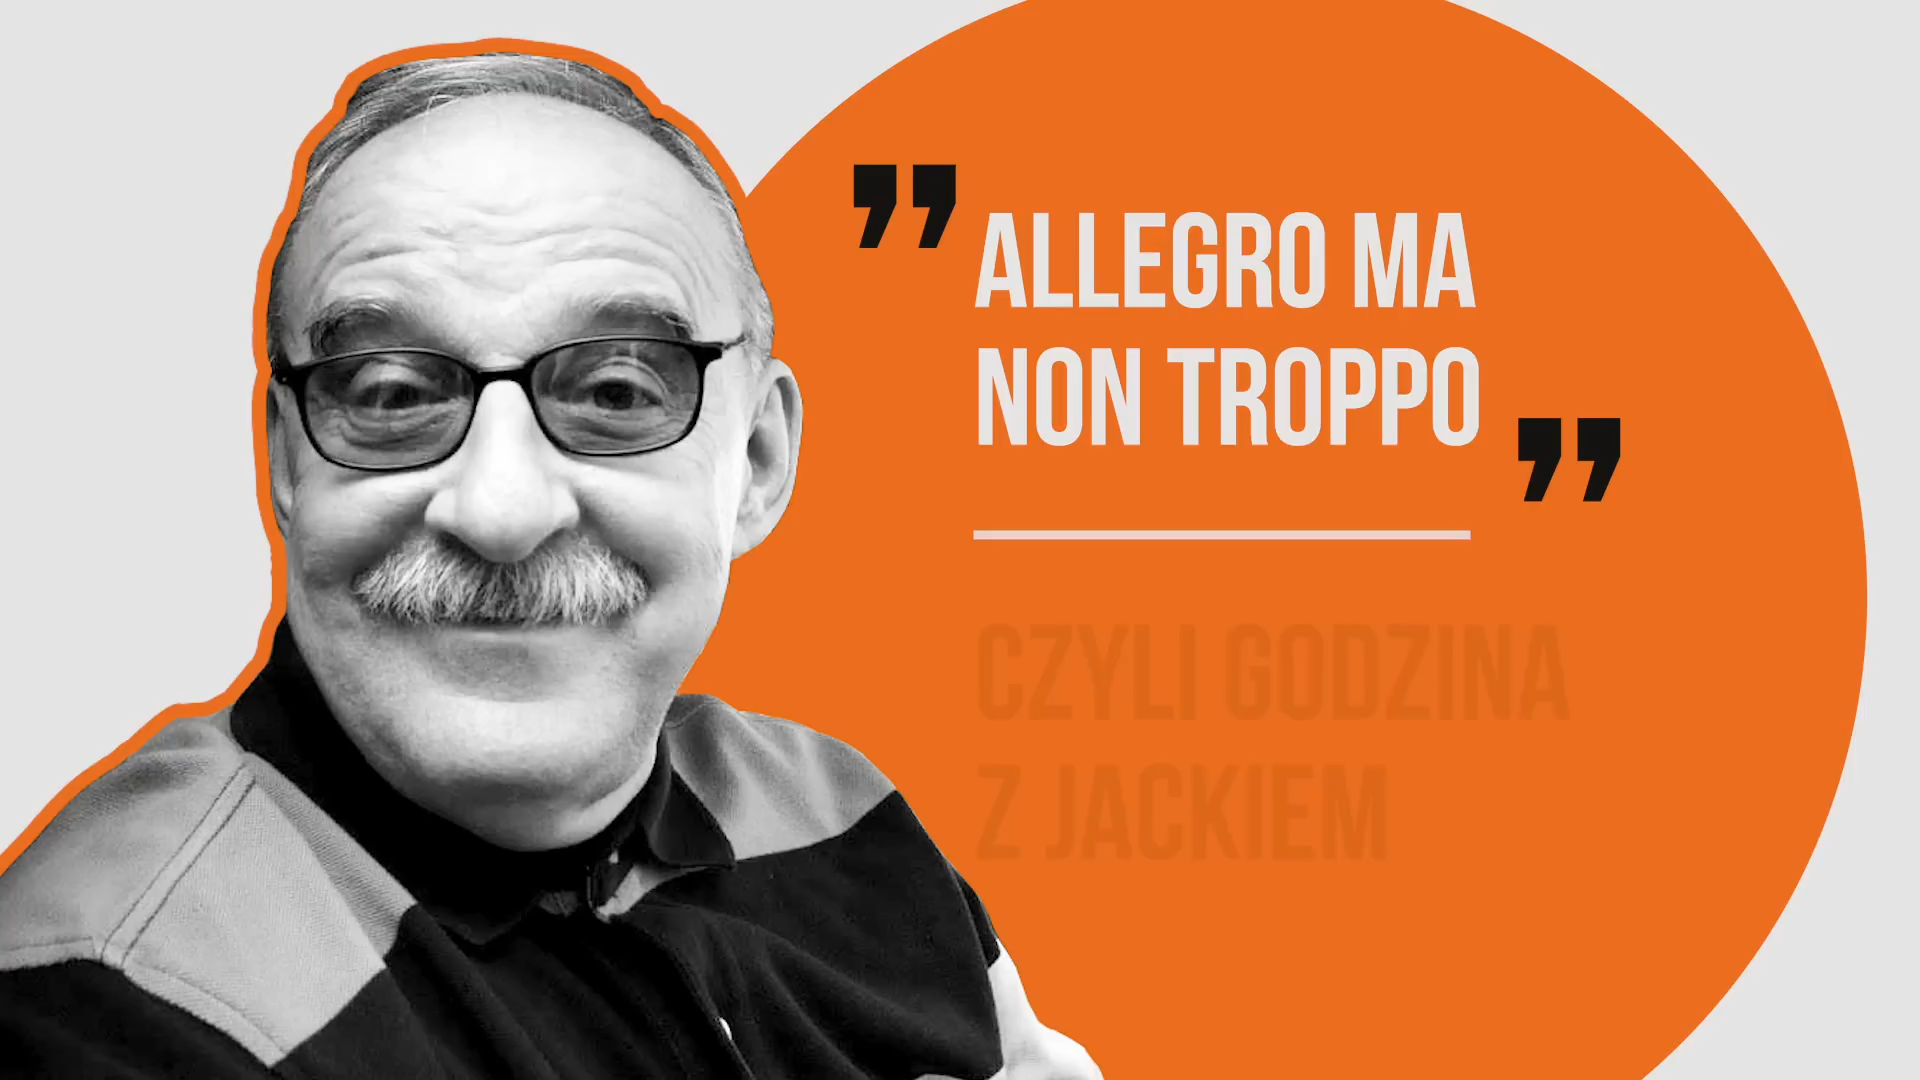 ” ALLEGRO MA
NON TROPPO ”
CZYLI GODZINA
Z JACKIEM